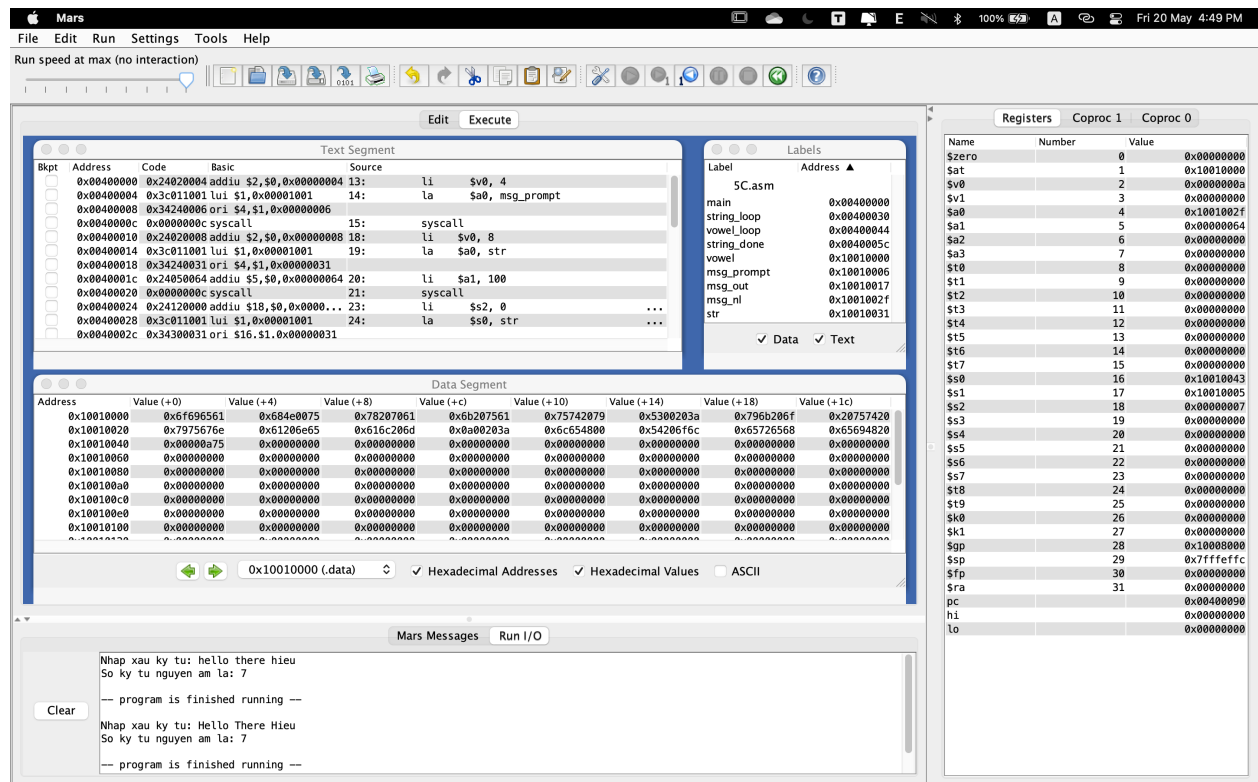 Mars
100%
A
Fri 20 May 4:49 PM
File Edit Run Settings Tools Help
Run speed at max (no interaction)
Edit Execute
Text Segment
Bkpt Address Code Basic Source
0x00400000 0x24020004 addiu $2,$0,0x00000004 13: li $v0, 4
0x00400004 0x3c011001 lui $1,0x00001001 14: la $a0, msg_prompt
0x00400008 0x34240006 ori $4,$1,0x00000006
0x0040000c 0x0000000c syscall 15: syscall
0x00400010 0x24020008 addiu $2,$0,0x00000008 18: li $v0, 8
0x00400014 0x3c011001 lui $1,0x00001001 19: la $a0, str
0x00400018 0x34240031 ori $4,$1,0x00000031
0x0040001c 0x24050064 addiu $5,$0,0x00000064 20: li $a1, 100
0x00400020 0x0000000c syscall 21: syscall
0x00400024 0x24120000 addiu $18,$0,0x0000... 23: li $s2, 0 ...
0x00400028 0x3c011001 lui $1,0x00001001 24: la $s0, str ...
0x0040002c 0x34300031 ori $16,$1,0x00000031
Labels
Label Address ▲
5C.asm
main 0x00400000
string_loop 0x00400030
vowel_loop 0x00400044
string_done 0x0040005c
vowel 0x10010000
msg_prompt 0x10010006
msg_out 0x10010017
msg_nl 0x1001002f
str 0x10010031
Data Text
Data Segment
Address Value (+0) Value (+4) Value (+8) Value (+c) Value (+10) Value (+14) Value (+18) Value (+1c)
0x10010000 0x6f696561 0x684e0075 0x78207061 0x6b207561 0x75742079 0x5300203a 0x796b206f 0x20757420
0x10010020 0x7975676e 0x61206e65 0x616c206d 0x0a00203a 0x6c654800 0x54206f6c 0x65726568 0x65694820
0x10010040 0x00000a75 0x00000000 0x00000000 0x00000000 0x00000000 0x00000000 0x00000000 0x00000000
0x10010060 0x00000000 0x00000000 0x00000000 0x00000000 0x00000000 0x00000000 0x00000000 0x00000000
0x10010080 0x00000000 0x00000000 0x00000000 0x00000000 0x00000000 0x00000000 0x00000000 0x00000000
0x100100a0 0x00000000 0x00000000 0x00000000 0x00000000 0x00000000 0x00000000 0x00000000 0x00000000
0x100100c0 0x00000000 0x00000000 0x00000000 0x00000000 0x00000000 0x00000000 0x00000000 0x00000000
0x100100e0 0x00000000 0x00000000 0x00000000 0x00000000 0x00000000 0x00000000 0x00000000 0x00000000
0x10010100 0x00000000 0x00000000 0x00000000 0x00000000 0x00000000 0x00000000 0x00000000 0x00000000
0x10010000 (.data) Hexadecimal Addresses Hexadecimal Values ASCII
Mars Messages Run I/O
Clear
Nhap xau ky tu: hello there hieu
So ky tu nguyen am la: 7
-- program is finished running --
Nhap xau ky tu: Hello There Hieu
So ky tu nguyen am la: 7
-- program is finished running --
Registers Coproc 1 Coproc 0
Name Number Value
$zero 0 0x00000000
$at 1 0x10010000
$v0 2 0x0000000a
$v1 3 0x00000000
$a0 4 0x1001002f
$a1 5 0x00000064
$a2 6 0x00000000
$a3 7 0x00000000
$t0 8 0x00000000
$t1 9 0x00000000
$t2 10 0x00000000
$t3 11 0x00000000
$t4 12 0x00000000
$t5 13 0x00000000
$t6 14 0x00000000
$t7 15 0x00000000
$s0 16 0x10010043
$s1 17 0x10010005
$s2 18 0x00000007
$s3 19 0x00000000
$s4 20 0x00000000
$s5 21 0x00000000
$s6 22 0x00000000
$s7 23 0x00000000
$t8 24 0x00000000
$t9 25 0x00000000
$k0 26 0x00000000
$k1 27 0x00000000
$gp 28 0x10008000
$sp 29 0x7fffeffc
$fp 30 0x00000000
$ra 31 0x00000000
pc 0x00400090
hi 0x00000000
lo 0x00000000